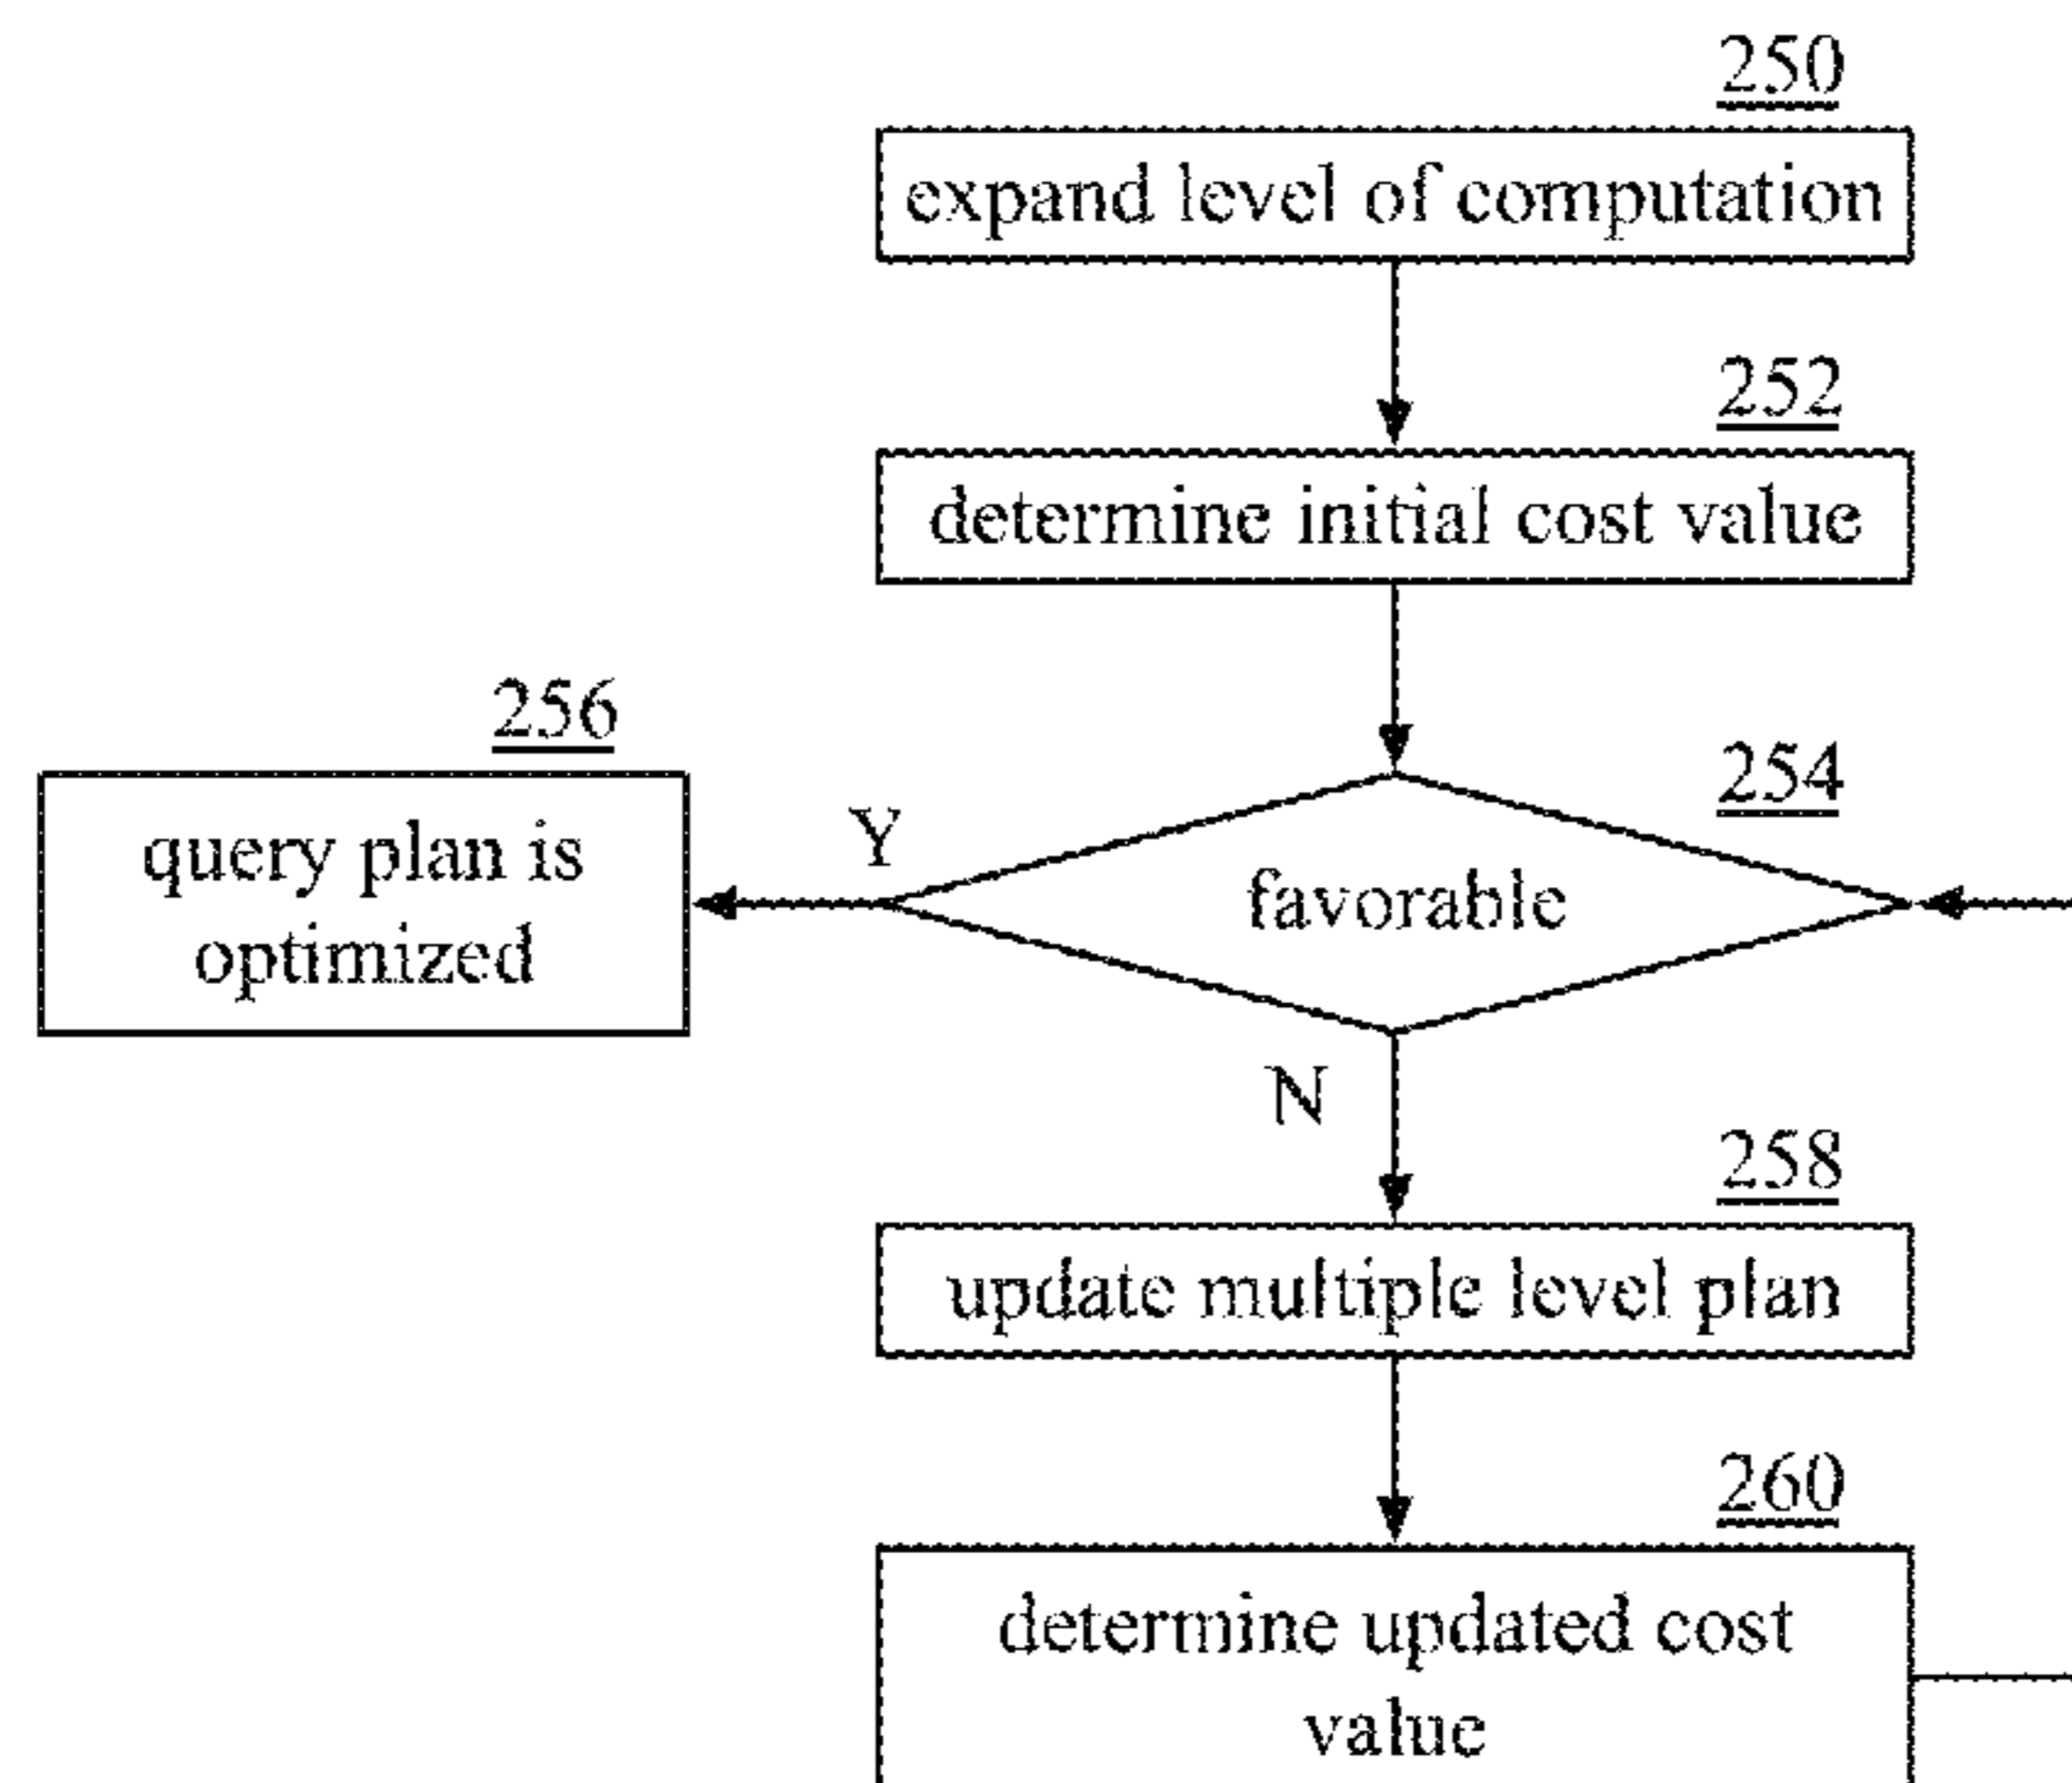 250
expand level of computation
252
determine initial cost value
256
254
query plan is
optimized
Y
favorable
N
258
update multiple level plan
260
determine updated cost
value